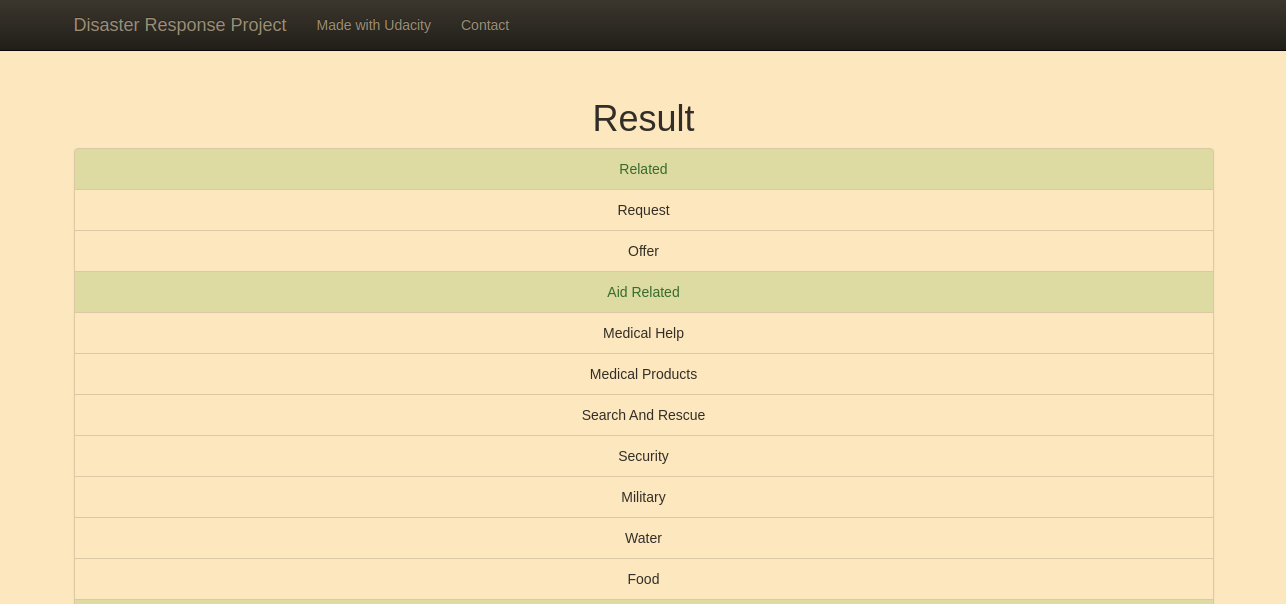 Disaster Response Project Made with Udacity Contact
Result
Related
Request
Offer
Aid Related
Medical Help
Medical Products
Search And Rescue
Security
Military
Water
Food